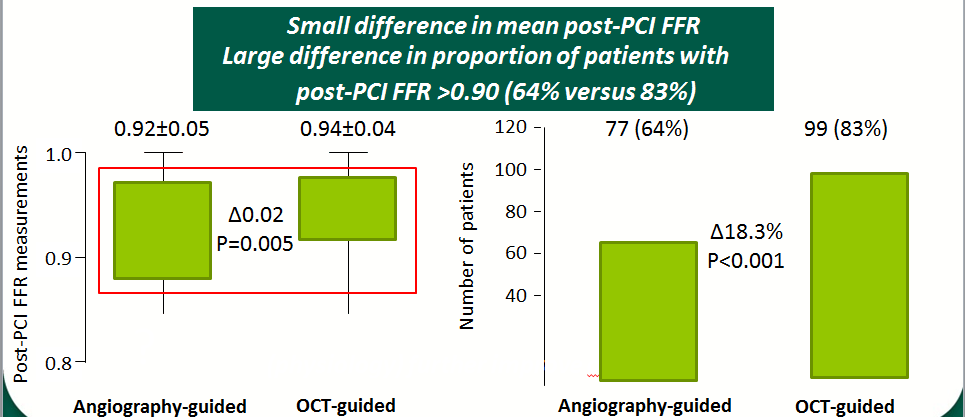 Small difference in mean post-PCI FFR
Large difference in proportion of patients with
post-PCI FFR >0.90 (64% versus 83%)
0.92±0.05
0.94±0.04
Post-PCI FFR measurements
1.0
0.9
0.8
Δ0.02
P=0.005
Angiography-guided
OCT-guided
77 (64%)
99 (83%)
Number of patients
120
100
80
60
40
Δ18.3%
P<0.001
Angiography-guided
OCT-guided